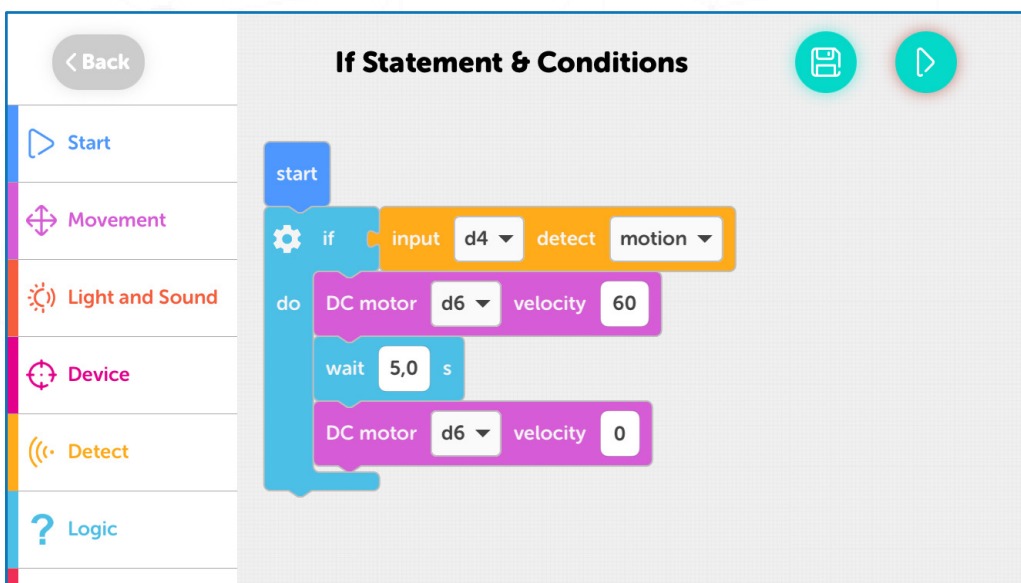 Back
If Statement & Conditions
Start
Movement
Light and Sound
Device
Detect
Logic
start
if input d4 detect motion
do DC motor d6 velocity 60
wait 5,0 s
DC motor d6 velocity 0